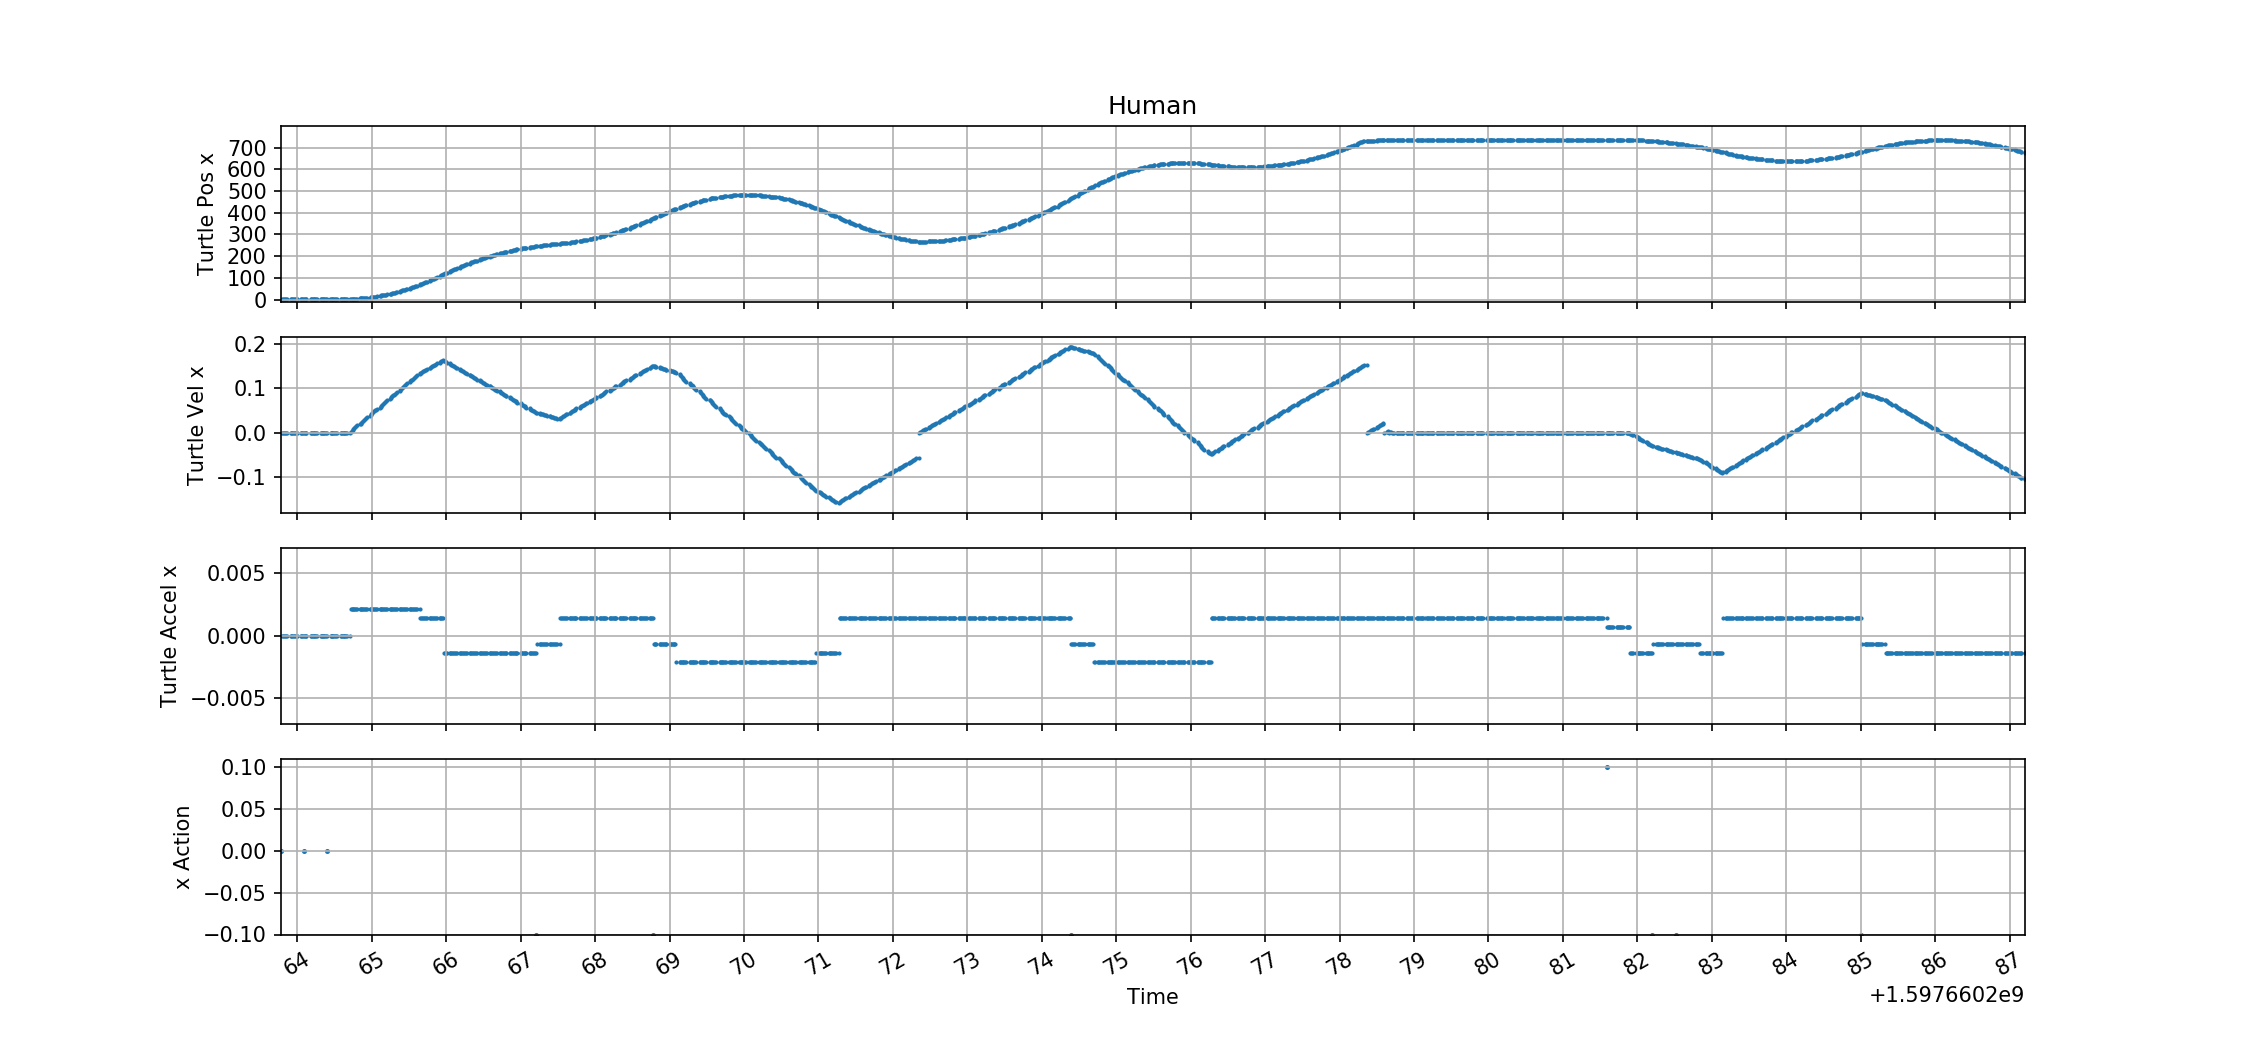 Human
Turtle Pos x
700
600
500
400
300
200
100
0
Turtle Vel x
0.2
0.1
0.0
−0.1
Turtle Accel x
0.005
0.000
−0.005
x Action
0.10
0.05
0.00
−0.05
−0.10
64 65 66 67 68 69 70 71 72 73 74 75 76 77 78 79 80 81 82 83 84 85 86 87
Time
+1.5976602e9